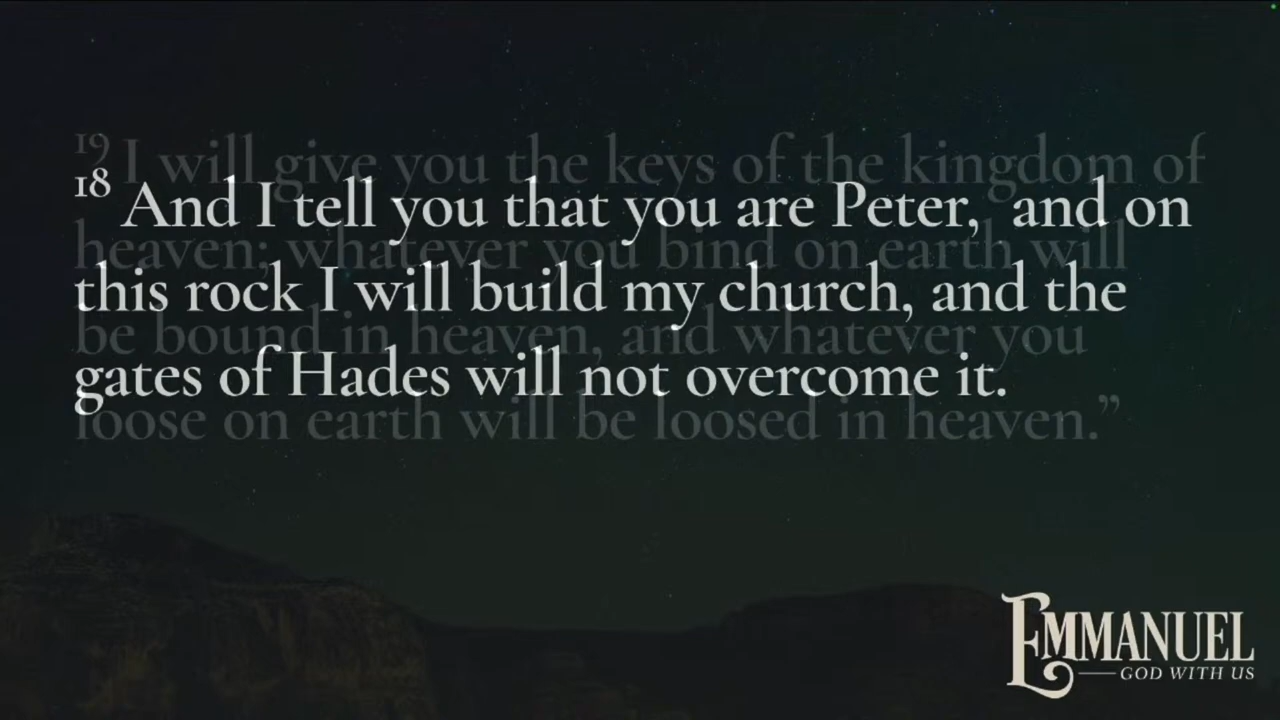 18 And I tell you that you are Peter, and on
this rock I will build my church, and the
gates of Hades will not overcome it.
19 I will give you the keys of the kingdom of
heaven; whatever you bind on earth will
be bound in heaven, and whatever you
loose on earth will be loosed in heaven.”
EMMANUEL
GOD WITH US